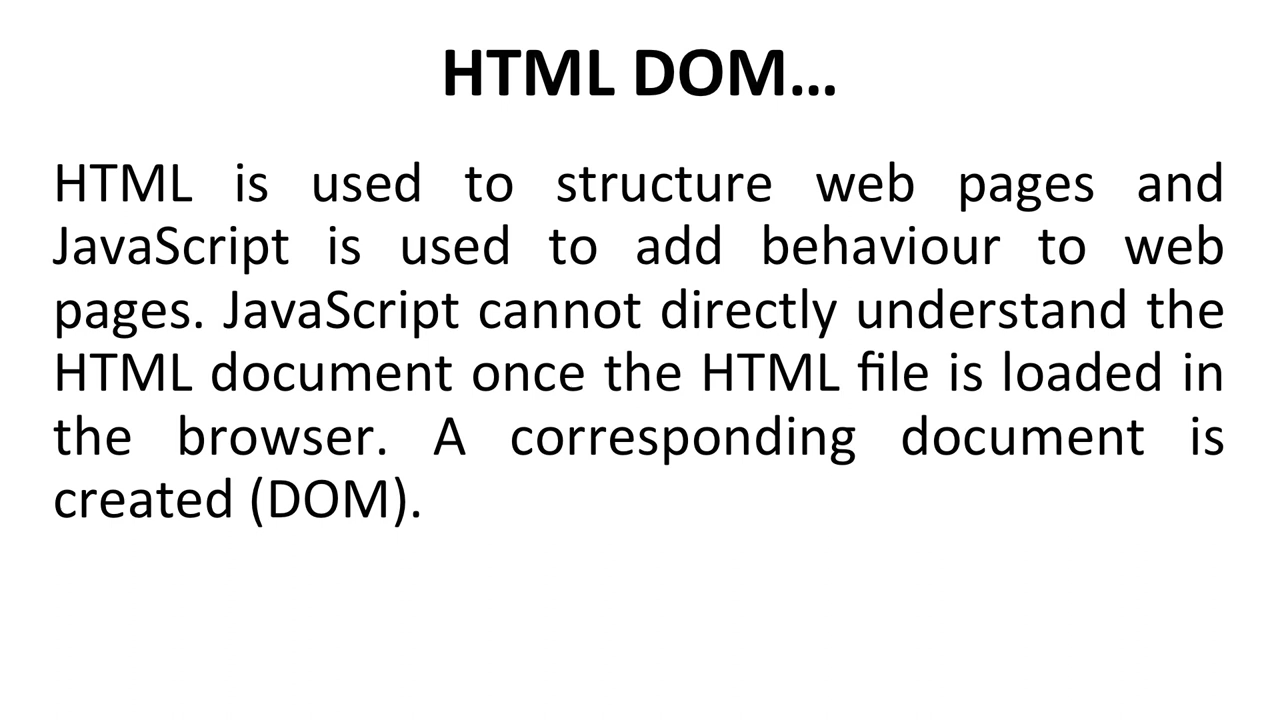 HTML DOM...
HTML is used to structure web pages and
JavaScript is used to add behaviour to web
pages. JavaScript cannot directly understand the
HTML document once the HTML file is loaded in
the browser. A corresponding document is
created (DOM).